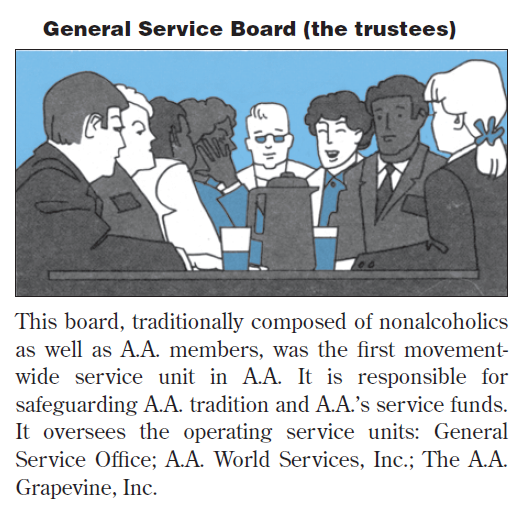 General Service Board (the trustees)
This board, traditionally composed of nonalcoholics
as well as A.A. members, was the first movement-
wide service unit in A.A. It is responsible for
safeguarding A.A. tradition and A.A.’s service funds.
It oversees the operating service units: General
Service Office; A.A. World Services, Inc.; The A.A.
Grapevine, Inc.